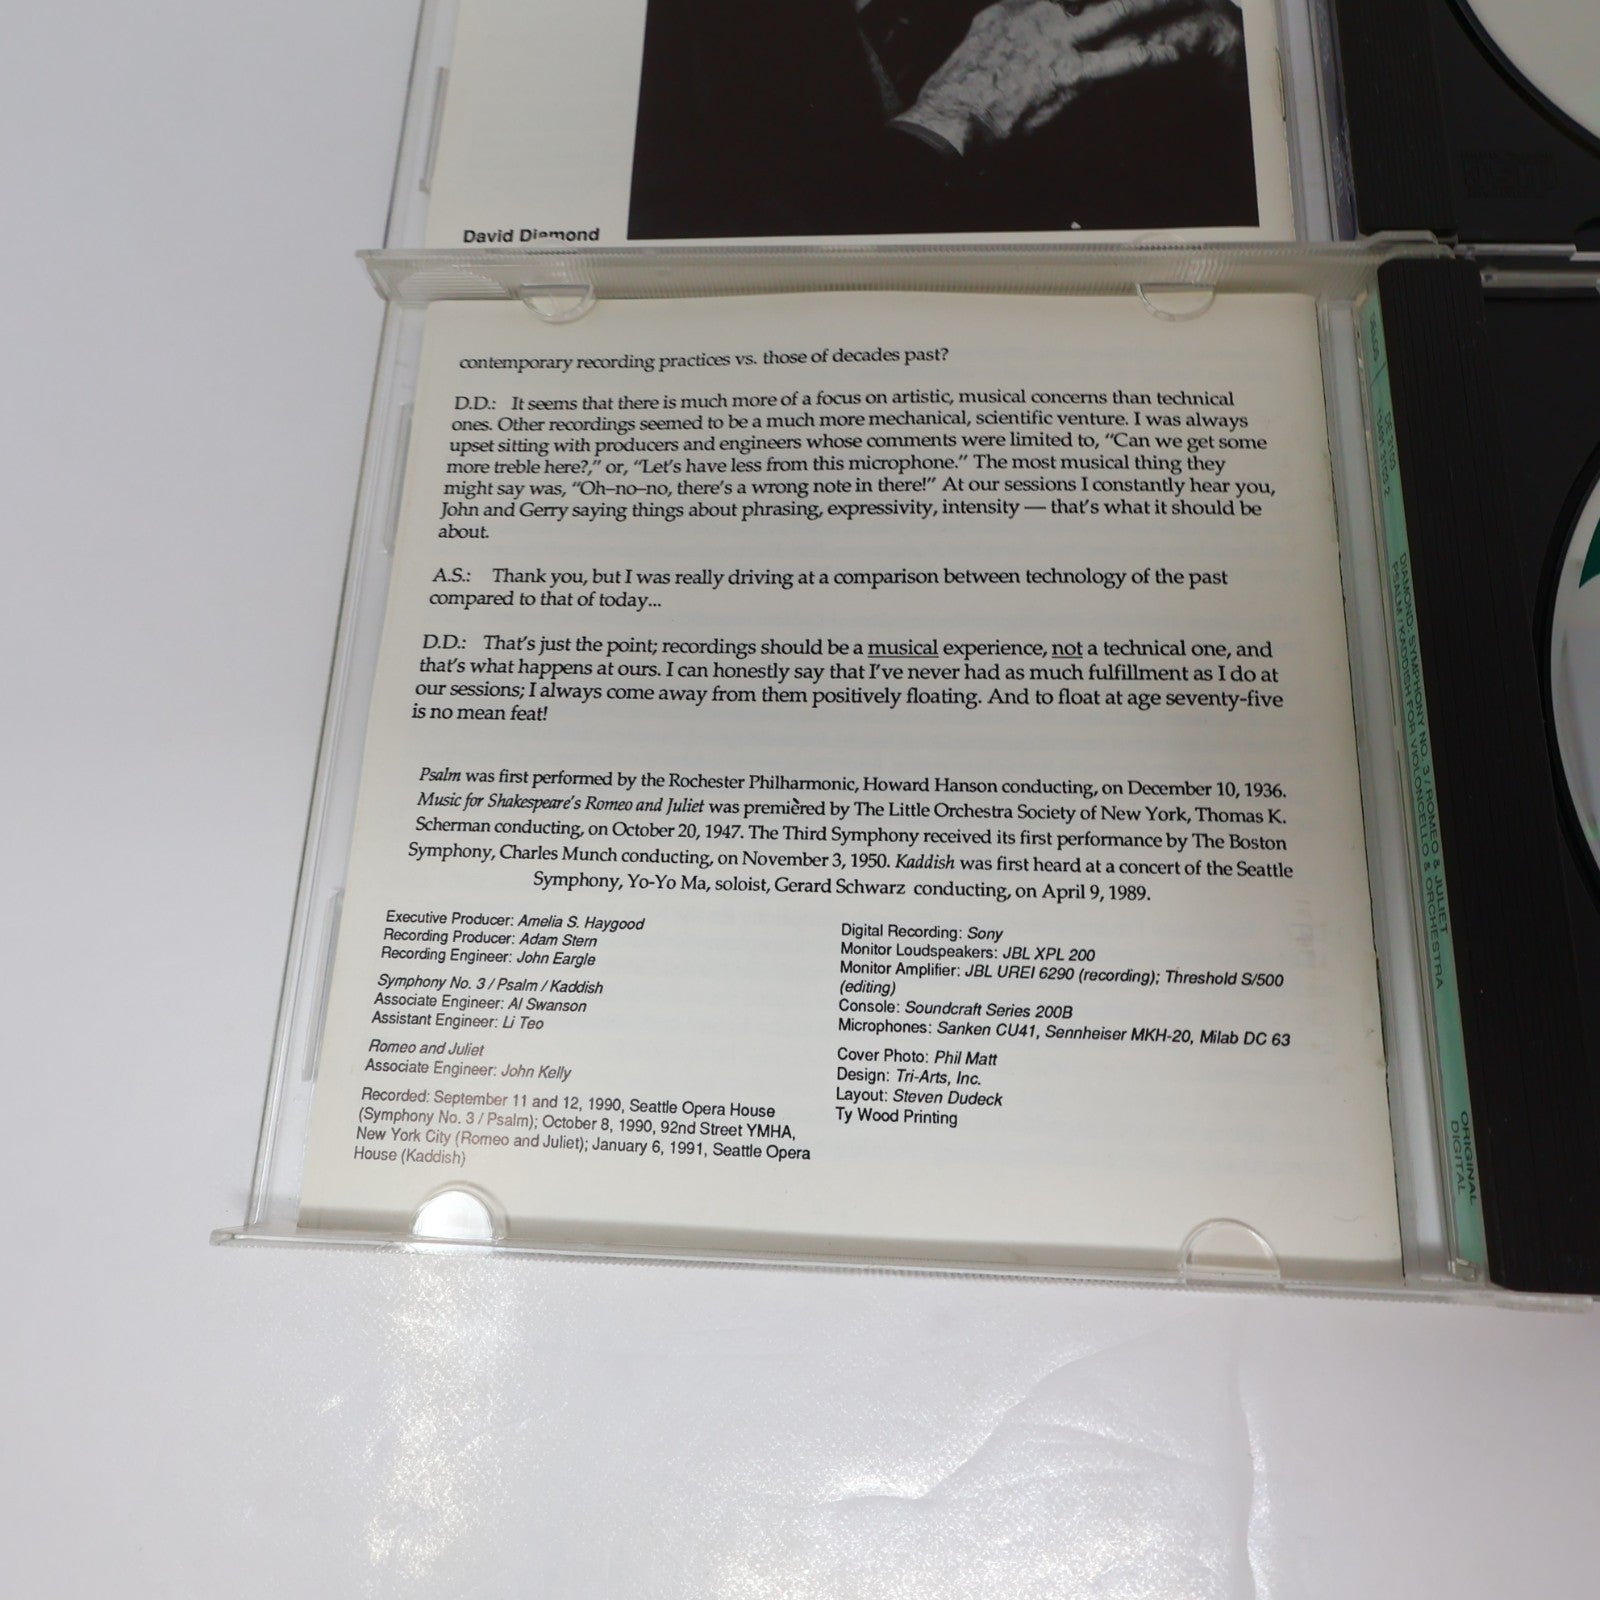 David Diamond
contemporary recording practices vs. those of decades past?
D.D.: It seems that there is much more of a focus on artistic, musical concerns than technical
ones. Other recordings seemed to be a much more mechanical, scientific venture. I was always
upset sitting with producers and engineers whose comments were limited to, "Can we get some
more treble here?," or, "Let's have less from this microphone." The most musical thing they
might say was, "Oh–no–no, there's a wrong note in there!" At our sessions I constantly hear you,
John and Gerry saying things about phrasing, expressivity, intensity — that's what it should be
about.
A.S.: Thank you, but I was really driving at a comparison between technology of the past
compared to that of today...
D.D.: That's just the point; recordings should be a musical experience, not a technical one, and
that's what happens at ours. I can honestly say that I've never had as much fulfillment as I do at
our sessions; I always come away from them positively floating. And to float at age seventy-five
is no mean feat!
Psalm was first performed by the Rochester Philharmonic, Howard Hanson conducting, on December 10, 1936.
Music for Shakespeare's Romeo and Juliet was premièred by The Little Orchestra Society of New York, Thomas K.
Scherman conducting, on October 20, 1947. The Third Symphony received its first performance by The Boston
Symphony, Charles Munch conducting, on November 3, 1950. Kaddish was first heard at a concert of the Seattle
Symphony, Yo-Yo Ma, soloist, Gerard Schwarz conducting, on April 9, 1989.
Executive Producer: Amelia S. Haygood
Recording Producer: Adam Stern
Recording Engineer: John Eargle
Symphony No. 3 / Psalm / Kaddish
Associate Engineer: Al Swanson
Assistant Engineer: Li Teo
Romeo and Juliet
Associate Engineer: John Kelly
Recorded: September 11 and 12, 1990, Seattle Opera House
(Symphony No. 3 / Psalm); October 8, 1990, 92nd Street YMHA,
New York City (Romeo and Juliet); January 6, 1991, Seattle Opera
House (Kaddish)
Digital Recording: Sony
Monitor Loudspeakers: JBL XPL 200
Monitor Amplifier: JBL UREI 6290 (recording); Threshold S/500
(editing)
Console: Soundcraft Series 200B
Microphones: Sanken CU41, Sennheiser MKH-20, Milab DC 63
Cover Photo: Phil Matt
Design: Tri-Arts, Inc.
Layout: Steven Dudeck
Ty Wood Printing
DELOS
DE 3103
DIAMOND: SYMPHONY NO. 3 / ROMEO & JULIET
PSALM / KADDISH FOR VIOLONCELLO & ORCHESTRA
ORIGINAL
DIGITAL